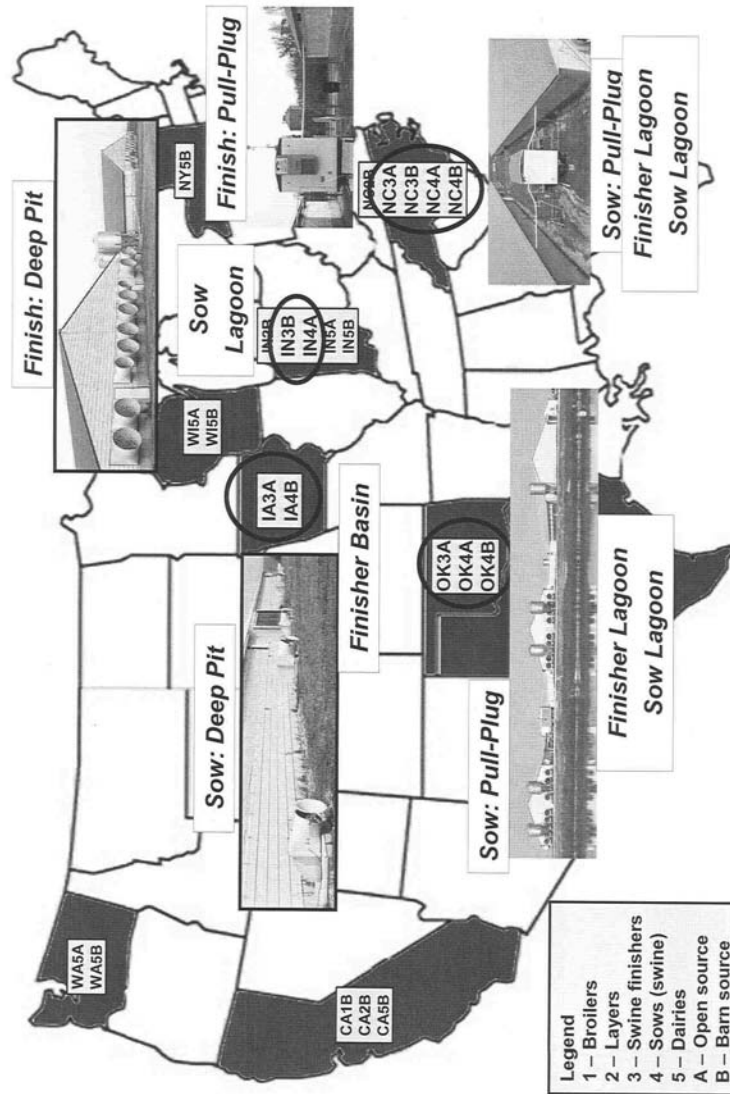 Finish: Deep Pit
NY5B
Finish: Pull-Plug
Sow
Lagoon
WI5A
WI5B
IN2B
IN3B
IN4A
IN5A
IN5B
NC2B
NC3A
NC3B
NC4A
NC4B
Sow: Pull-Plug
Finisher Lagoon
Sow Lagoon
IA3A
IA4B
Sow: Deep Pit
Finisher Basin
OK3A
OK4A
OK4B
Sow: Pull-Plug
Finisher Lagoon
Sow Lagoon
WA5A
WA5B
CA1B
CA2B
CA5B
Legend
1 – Broilers
2 – Layers
3 – Swine finishers
4 – Sows (swine)
5 – Dairies
A – Open source
B – Barn source